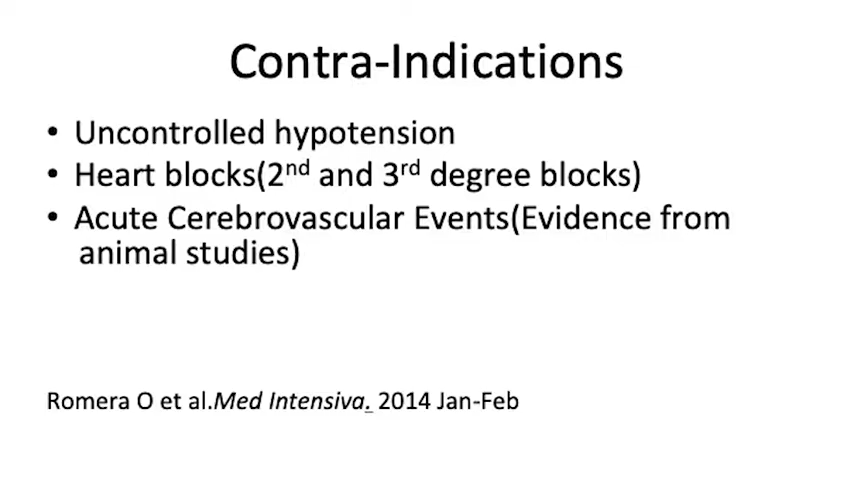 Contra-Indications
• Uncontrolled hypotension
• Heart blocks(2nd and 3rd degree blocks)
• Acute Cerebrovascular Events(Evidence from
animal studies)
Romera O et al.Med Intensiva. 2014 Jan-Feb